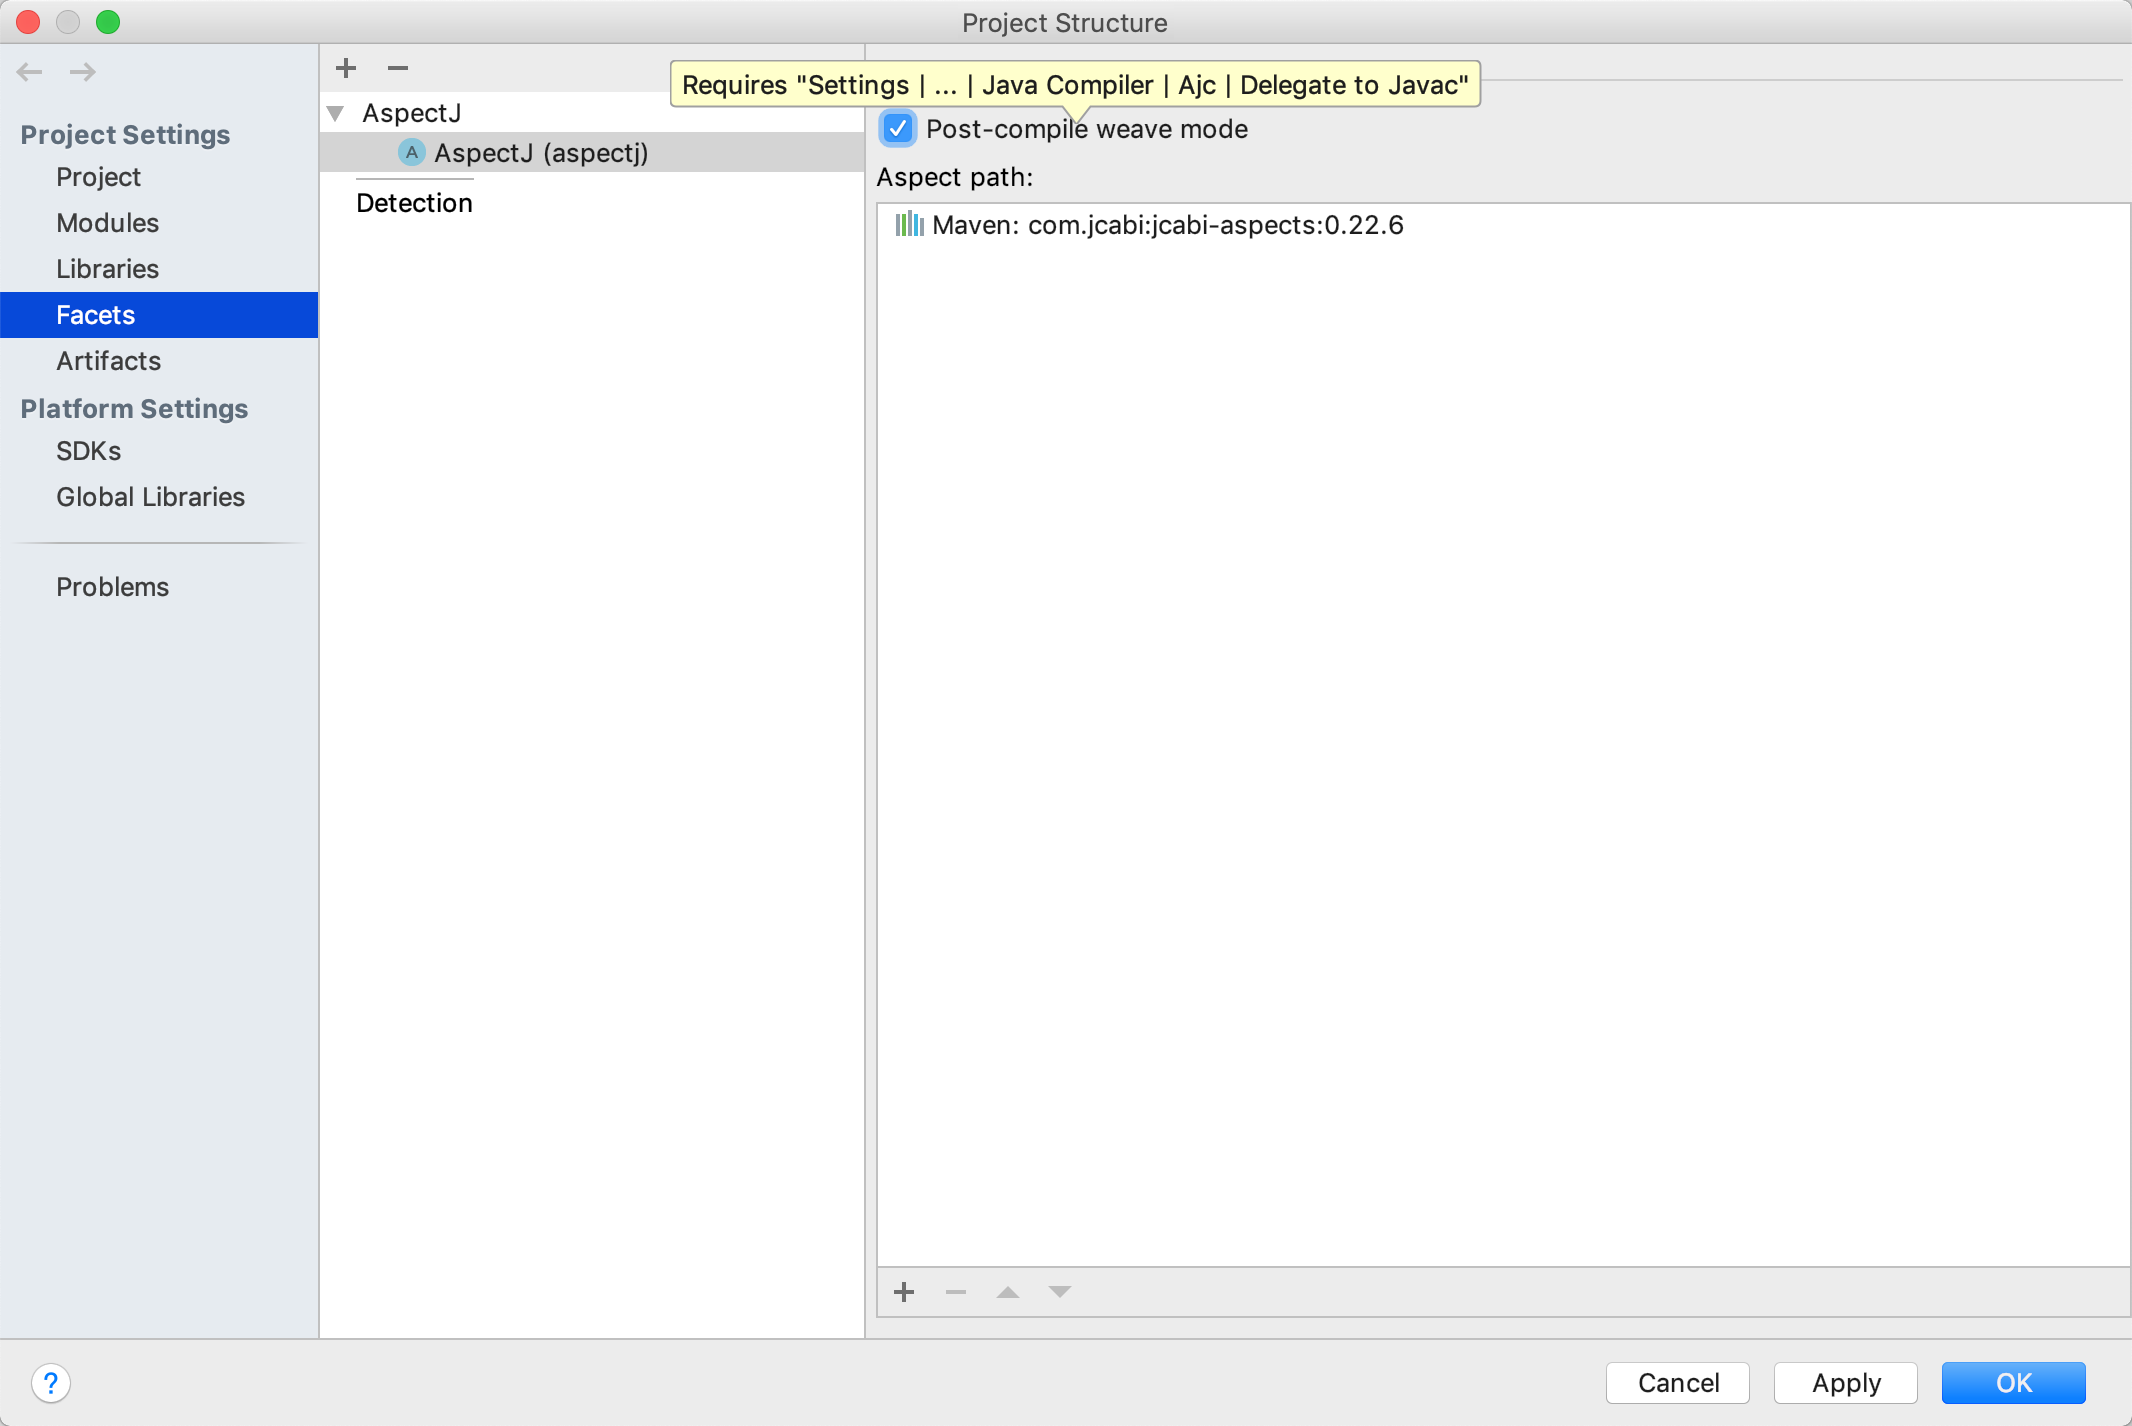 Project Structure
Project Settings
Project
Modules
Libraries
Facets
Artifacts
Platform Settings
SDKs
Global Libraries
Problems
AspectJ
A AspectJ (aspectj)
Detection
Requires "Settings | ... | Java Compiler | Ajc | Delegate to Javac"
Post-compile weave mode
Aspect path:
Maven: com.jcabi:jcabi-aspects:0.22.6
?
Cancel
Apply
OK